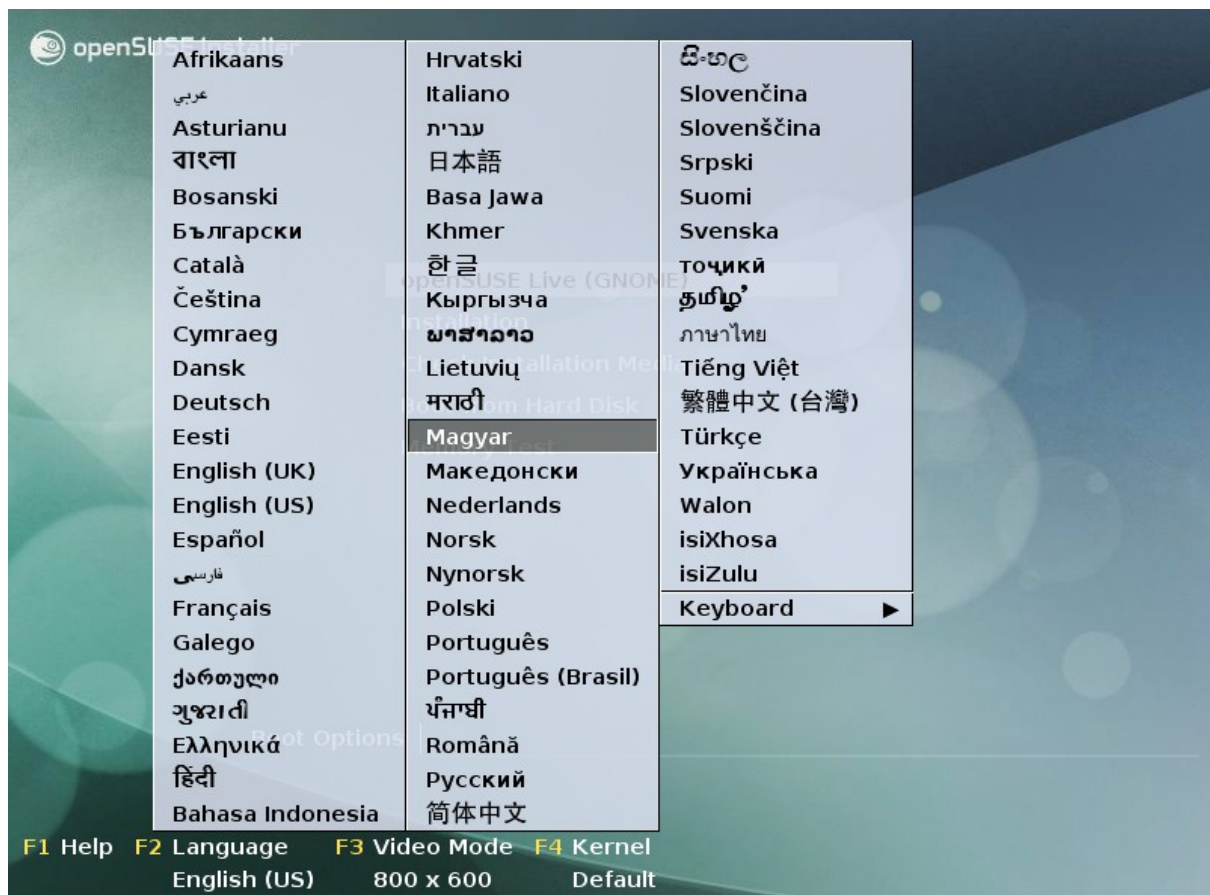 openSUSE Installer
Afrikaans
عربي
Asturianu
বাংলা
Bosanski
Български
Català
Čeština
Cymraeg
Dansk
Deutsch
Eesti
English (UK)
English (US)
Español
فارسی
Français
Galego
ქართული
ગુજરાતી
Ελληνικά
हिंदी
Bahasa Indonesia
Hrvatski
Italiano
עברית
日本語
Basa Jawa
Khmer
한글
Кыргызча
ພາສາລາວ
Lietuvių
मराठी
Magyar
Македонски
Nederlands
Norsk
Nynorsk
Polski
Português
Português (Brasil)
ਪੰਜਾਬੀ
Română
Русский
简体中文
සිංහල
Slovenčina
Slovenščina
Srpski
Suomi
Svenska
тоҷикӣ
தமிழ்
ภาษาไทย
Tiếng Việt
繁體中文 (台灣)
Türkçe
Українська
Walon
isiXhosa
isiZulu
Keyboard ▶
openSUSE Live (GNOME)
Installation
Check Installation Media
Boot from Hard Disk
Memory Test
Boot Options
F1 Help F2 Language F3 Video Mode F4 Kernel
English (US) 800 x 600 Default